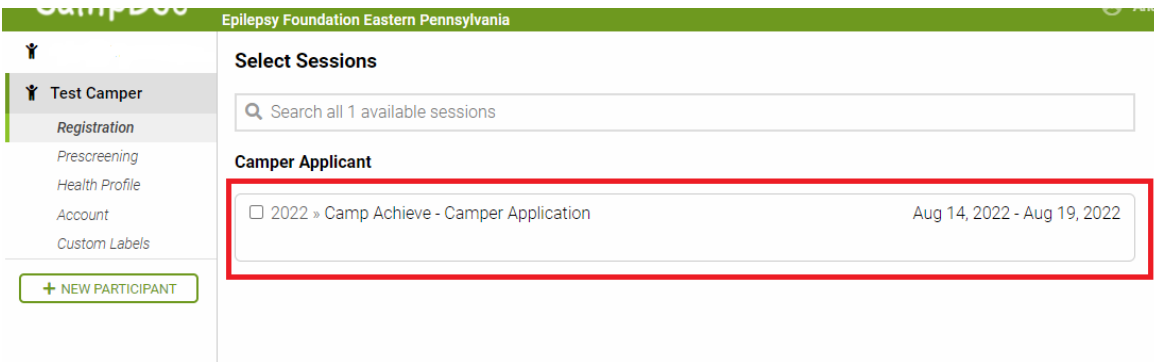 CampDoc
Epilepsy Foundation Eastern Pennsylvania
Test Camper
Registration
Prescreening
Health Profile
Account
Custom Labels
+ NEW PARTICIPANT
Select Sessions
Search all 1 available sessions
Camper Applicant
2022 » Camp Achieve - Camper Application Aug 14, 2022 - Aug 19, 2022